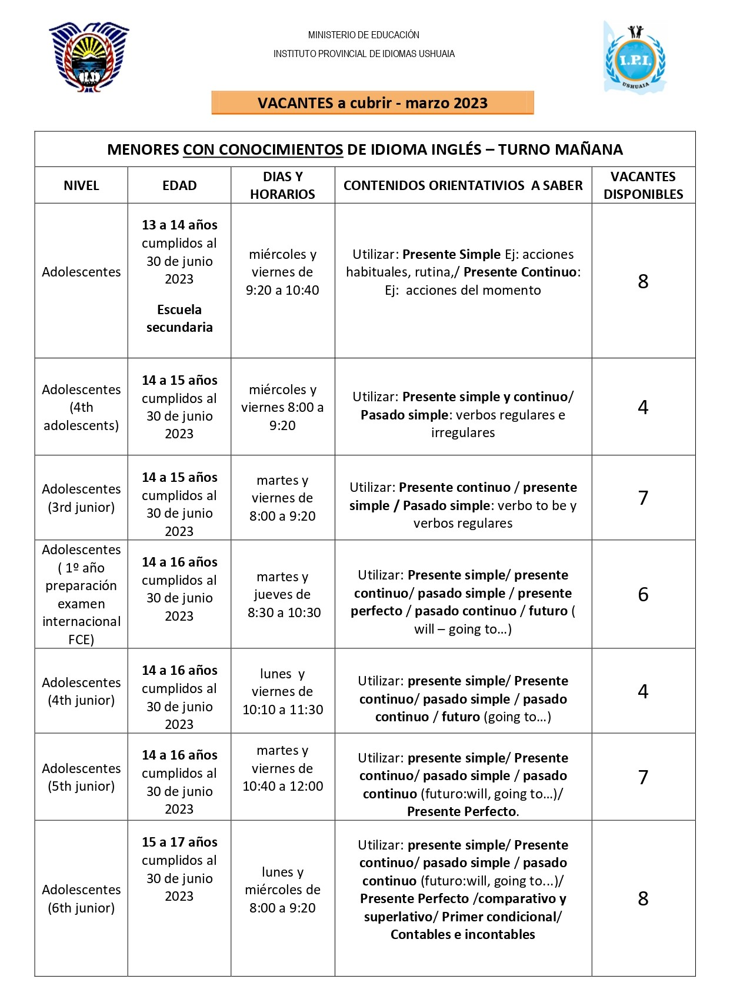 MINISTERIO DE EDUCACIÓN
INSTITUTO PROVINCIAL DE IDIOMAS USHUAIA
I.P.I.
USHUAIA
VACANTES a cubrir - marzo 2023
MENORES CON CONOCIMIENTOS DE IDIOMA INGLÉS – TURNO MAÑANA
NIVEL
EDAD
DIAS Y
HORARIOS
CONTENIDOS ORIENTATIVIOS  A SABER
VACANTES
DISPONIBLES
Adolescentes
13 a 14 años
cumplidos al
30 de junio
2023
Escuela
secundaria
miércoles y
viernes de
9:20 a 10:40
Utilizar: Presente Simple Ej: acciones
habituales, rutina,/ Presente Continuo:
Ej:  acciones del momento
8
Adolescentes
(4th
adolescents)
14 a 15 años
cumplidos al
30 de junio
2023
miércoles y
viernes 8:00 a
9:20
Utilizar: Presente simple y continuo/
Pasado simple: verbos regulares e
irregulares
4
Adolescentes
(3rd junior)
14 a 15 años
cumplidos al
30 de junio
2023
martes y
viernes de
8:00 a 9:20
Utilizar: Presente continuo / presente
simple / Pasado simple: verbo to be y
verbos regulares
7
Adolescentes
( 1º año
preparación
examen
internacional
FCE)
14 a 16 años
cumplidos al
30 de junio
2023
martes y
jueves de
8:30 a 10:30
Utilizar: Presente simple/ presente
continuo/ pasado simple / presente
perfecto / pasado continuo / futuro (
will – going to…)
6
Adolescentes
(4th junior)
14 a 16 años
cumplidos al
30 de junio
2023
lunes  y
viernes de
10:10 a 11:30
Utilizar: presente simple/ Presente
continuo/ pasado simple / pasado
continuo / futuro (going to…)
4
Adolescentes
(5th junior)
14 a 16 años
cumplidos al
30 de junio
2023
martes y
viernes de
10:40 a 12:00
Utilizar: presente simple/ Presente
continuo/ pasado simple / pasado
continuo (futuro:will, going to…)/
Presente Perfecto.
7
Adolescentes
(6th junior)
15 a 17 años
cumplidos al
30 de junio
2023
lunes y
miércoles de
8:00 a 9:20
Utilizar: presente simple/ Presente
continuo/ pasado simple / pasado
continuo (futuro:will, going to...)/
Presente Perfecto /comparativo y
superlativo/ Primer condicional/
Contables e incontables
8